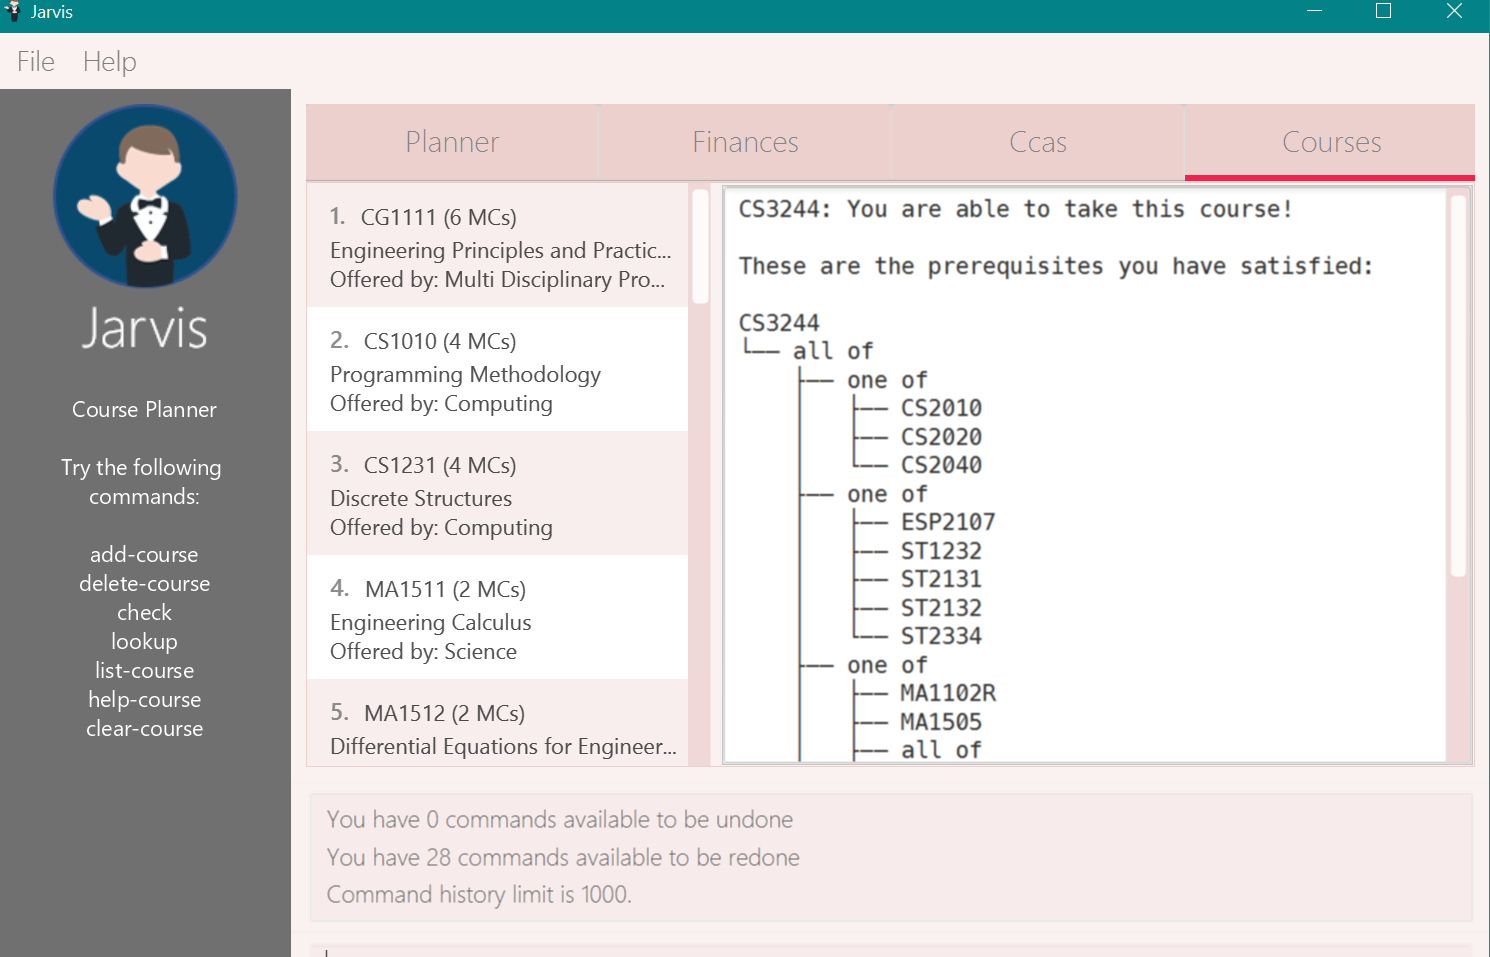 Jarvis
File Help
Jarvis
Course Planner
Try the following
commands:
add-course
delete-course
check
lookup
list-course
help-course
clear-course
Planner Finances Ccas Courses
1. CG1111 (6 MCs)
Engineering Principles and Practic...
Offered by: Multi Disciplinary Pro...
2. CS1010 (4 MCs)
Programming Methodology
Offered by: Computing
3. CS1231 (4 MCs)
Discrete Structures
Offered by: Computing
4. MA1511 (2 MCs)
Engineering Calculus
Offered by: Science
5. MA1512 (2 MCs)
Differential Equations for Engineer...
CS3244: You are able to take this course!
These are the prerequisites you have satisfied:
CS3244
└── all of
    ├── one of
    │   ├── CS2010
    │   ├── CS2020
    │   └── CS2040
    ├── one of
    │   ├── ESP2107
    │   ├── ST1232
    │   ├── ST2131
    │   ├── ST2132
    │   └── ST2334
    ├── one of
    │   ├── MA1102R
    │   ├── MA1505
    │   ├── all of
You have 0 commands available to be undone
You have 28 commands available to be redone
Command history limit is 1000.